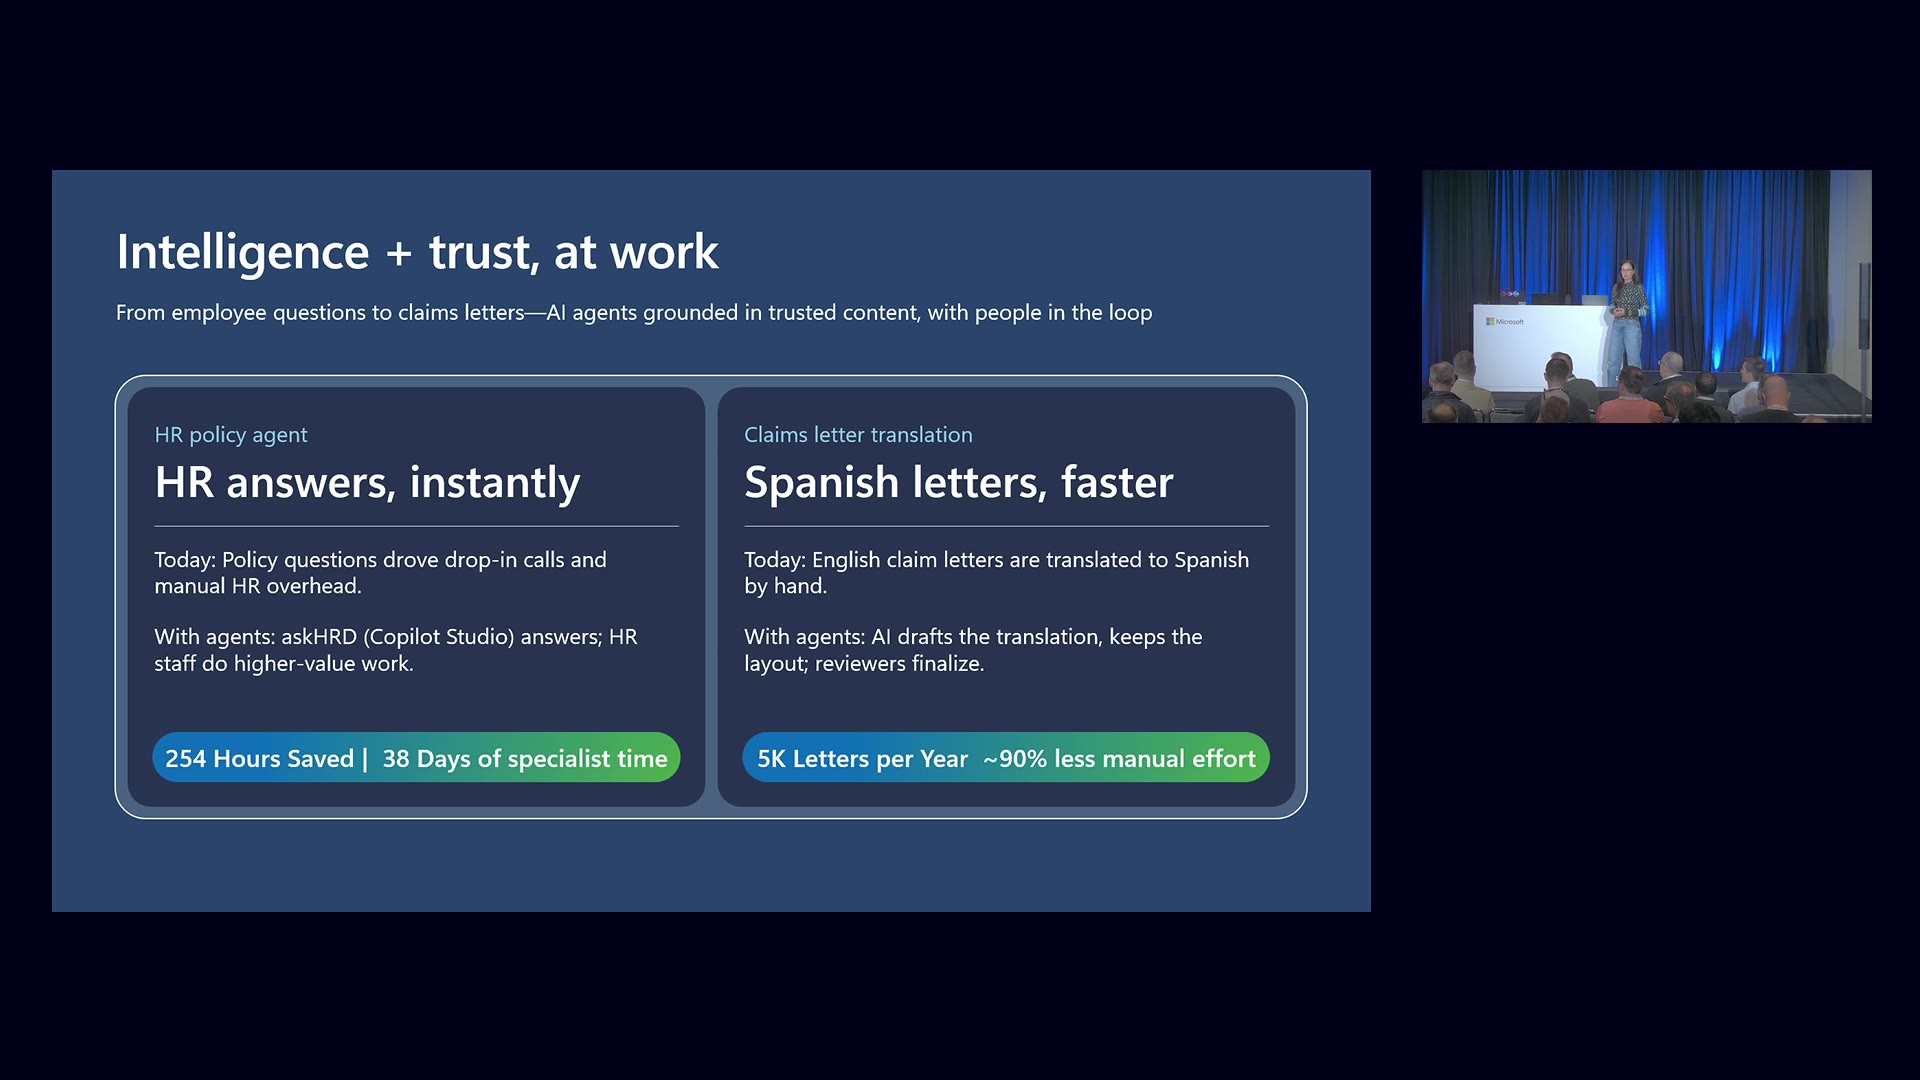 Intelligence + trust, at work
From employee questions to claims letters—AI agents grounded in trusted content, with people in the loop
HR policy agent
HR answers, instantly
Today: Policy questions drove drop-in calls and
manual HR overhead.
With agents: askHRD (Copilot Studio) answers; HR
staff do higher-value work.
254 Hours Saved | 38 Days of specialist time
Claims letter translation
Spanish letters, faster
Today: English claim letters are translated to Spanish
by hand.
With agents: AI drafts the translation, keeps the
layout; reviewers finalize.
5K Letters per Year ~90% less manual effort
Microsoft